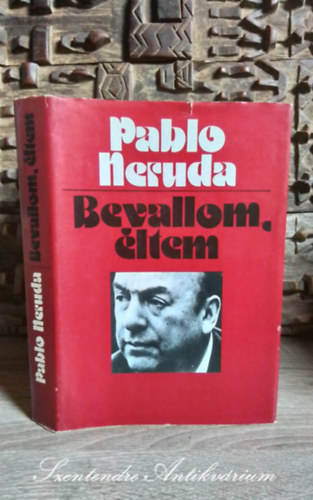 Pablo
Neruda
Bevallom,
éltem
Pablo Neruda Bevallom, éltem
Szentendre Antikvárium